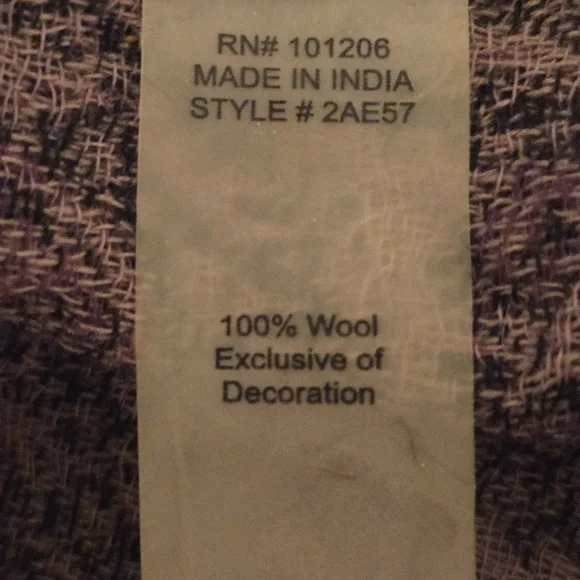 RN# 101206
MADE IN INDIA
STYLE # 2AE57
100% Wool
Exclusive of
Decoration